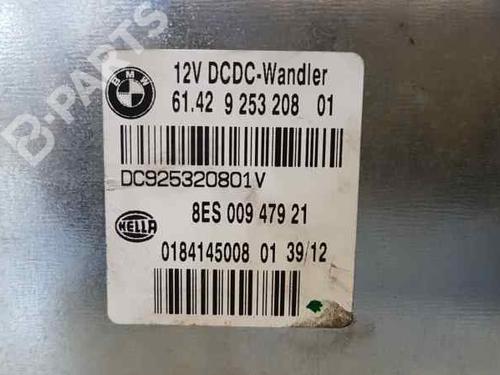 BMW
12V DCDC-Wandler
61.42 9 253 208 01
DC925320801V
HELLA
8ES 009 479 21
0184145008 01 39/12
B-PARTS